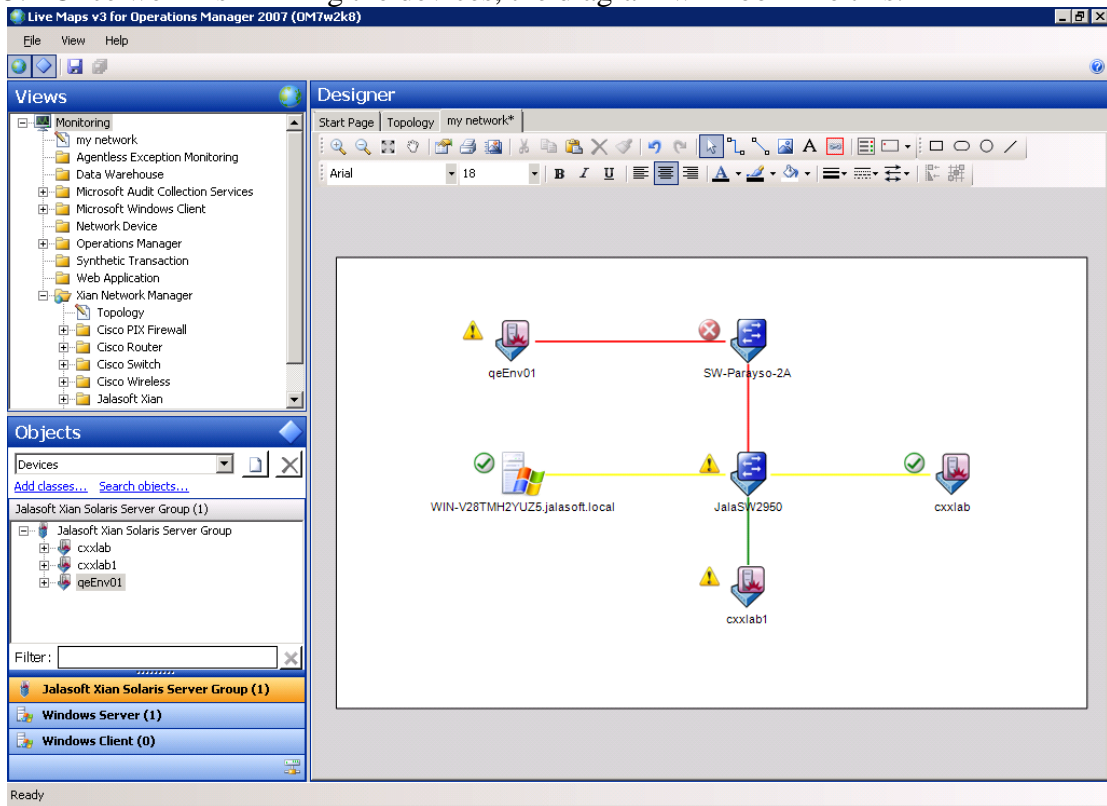 Live Maps v3 for Operations Manager 2007 (OM7w2k8)
File View Help
Views
Monitoring
my network
Agentless Exception Monitoring
Data Warehouse
Microsoft Audit Collection Services
Microsoft Windows Client
Network Device
Operations Manager
Synthetic Transaction
Web Application
Xian Network Manager
Topology
Cisco PIX Firewall
Cisco Router
Cisco Switch
Cisco Wireless
Jalasoft Xian
Objects
Devices
Add classes... Search objects...
Jalasoft Xian Solaris Server Group (1)
Jalasoft Xian Solaris Server Group
cxxlab
cxxlab1
qeEnv01
Filter:
Jalasoft Xian Solaris Server Group (1)
Windows Server (1)
Windows Client (0)
Designer
Start Page Topology my network*
A
Arial 18 B I U A
qeEnv01
SW-Parayso-2A
WIN-V28TMH2YUZ5.jalasoft.local
JalaSW2950
cxxlab
cxxlab1
Ready